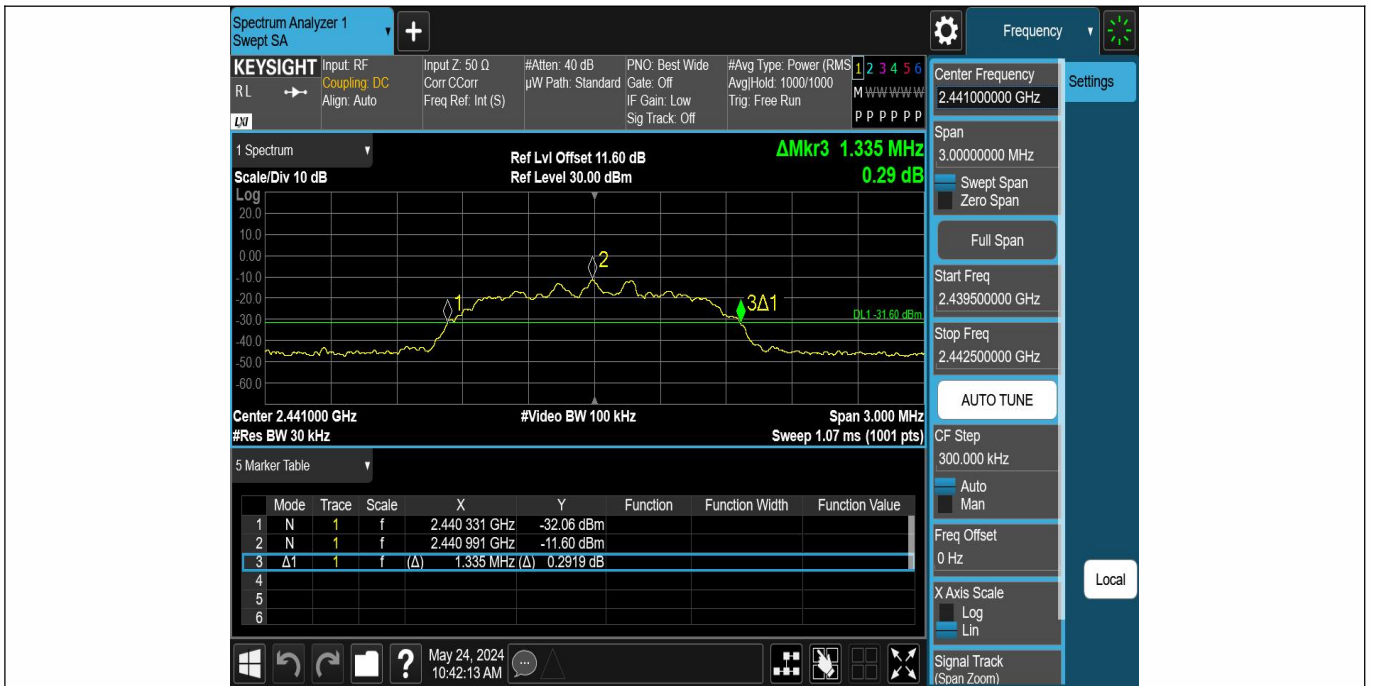 Spectrum Analyzer 1
Swept SA
+
Frequency
KEYSIGHT
RL
LXI
Input: RF
Coupling: DC
Align: Auto
Input Z: 50 Ω
Corr CCorr
Freq Ref: Int (S)
#Atten: 40 dB
µW Path: Standard
PNO: Best Wide
Gate: Off
IF Gain: Low
Sig Track: Off
#Avg Type: Power (RMS
Avg|Hold: 1000/1000
Trig: Free Run
1 2 3 4 5 6
M W W W W W
P P P P P P
1 Spectrum
Scale/Div 10 dB
Ref Lvl Offset 11.60 dB
Ref Level 30.00 dBm
ΔMkr3 1.335 MHz
0.29 dB
Log
20.0
10.0
0.00
-10.0
-20.0
-30.0
-40.0
-50.0
-60.0
1
2
3Δ1
DL1 -31.60 dBm
Center 2.441000 GHz
#Res BW 30 kHz
#Video BW 100 kHz
Span 3.000 MHz
Sweep 1.07 ms (1001 pts)
5 Marker Table
Mode Trace Scale X Y Function Function Width Function Value
1 N 1 f 2.440 331 GHz -32.06 dBm
2 N 1 f 2.440 991 GHz -11.60 dBm
3 Δ1 1 f (Δ) 1.335 MHz (Δ) 0.2919 dB
4
5
6
?
May 24, 2024
10:42:13 AM
Center Frequency
2.441000000 GHz
Settings
Span
3.00000000 MHz
Swept Span
Zero Span
Full Span
Start Freq
2.439500000 GHz
Stop Freq
2.442500000 GHz
AUTO TUNE
CF Step
300.000 kHz
Auto
Man
Freq Offset
0 Hz
X Axis Scale
Log
Lin
Signal Track
(Span Zoom)
Local